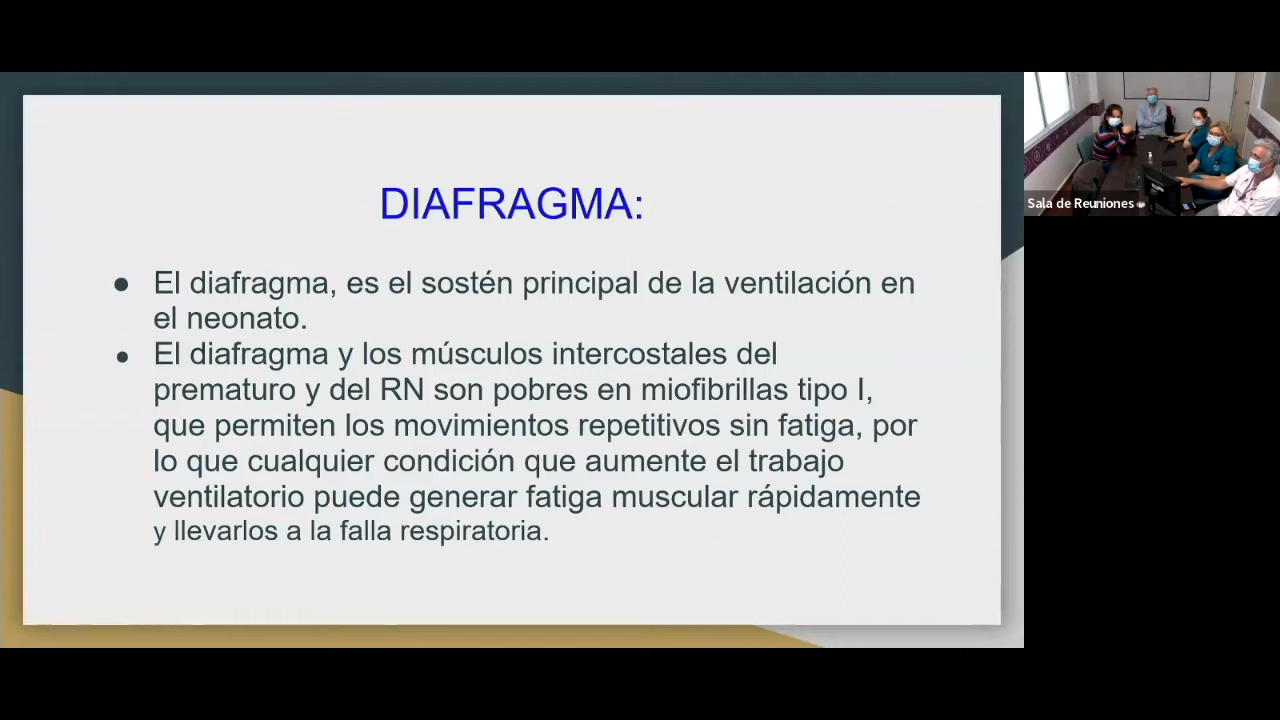 DIAFRAGMA:
● El diafragma, es el sostén principal de la ventilación en
el neonato.
● El diafragma y los músculos intercostales del
prematuro y del RN son pobres en miofibrillas tipo I,
que permiten los movimientos repetitivos sin fatiga, por
lo que cualquier condición que aumente el trabajo
ventilatorio puede generar fatiga muscular rápidamente
y llevarlos a la falla respiratoria.
Sala de Reuniones